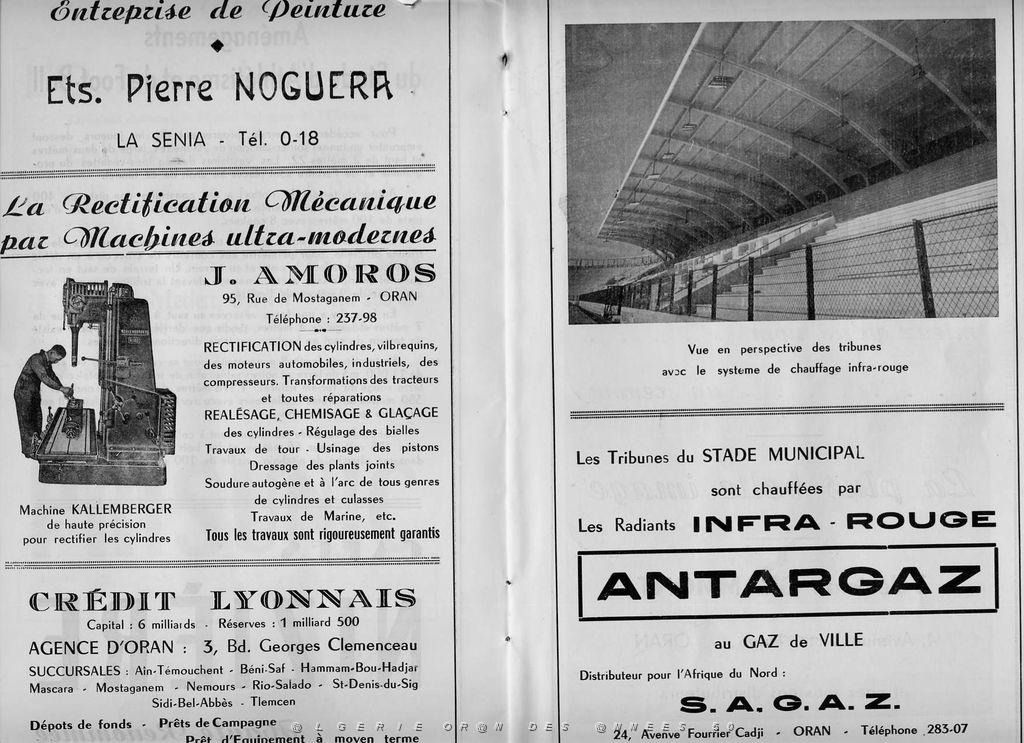 Entreprise de Peinture
Ets. Pierre NOGUERA
LA SENIA - Tél. 0-18
La Rectification Mécanique
par Machines ultra-modernes
J. AMOROS
95, Rue de Mostaganem - ORAN
Téléphone : 237-98
RECTIFICATION des cylindres, vilbrequins,
des moteurs automobiles, industriels, des
compresseurs. Transformations des tracteurs
et toutes réparations
REALÉSAGE, CHEMISAGE & GLAÇAGE
des cylindres - Régulage des bielles
Travaux de tour - Usinage des pistons
Dressage des plants joints
Soudure autogène et à l'arc de tous genres
de cylindres et culasses
Travaux de Marine, etc.
Tous les travaux sont rigoureusement garantis
Machine KALLEMBERGER
de haute précision
pour rectifier les cylindres
CRÉDIT LYONNAIS
Capital : 6 milliards - Réserves : 1 milliard 500
AGENCE D'ORAN : 3, Bd. Georges Clemenceau
SUCCURSALES : Ain-Témouchent - Béni-Saf - Hammam-Bou-Hadjar
Mascara - Mostaganem - Nemours - Rio-Salado - St-Denis-du-Sig
Sidi-Bel-Abbès - Tlemcen
Dépots de fonds - Prêts de Campagne
Prêt d'Equipement à moyen terme
Vue en perspective des tribunes
avec le systeme de chauffage infra-rouge
Les Tribunes du STADE MUNICIPAL
sont chauffées par
Les Radiants INFRA - ROUGE
ANTARGAZ
au GAZ de VILLE
Distributeur pour l'Afrique du Nord :
S. A. G. A. Z.
24, Avenve Fourrier Cadji - ORAN - Téléphone 283-07
@LGERIE OR@N DES @NNEES 50